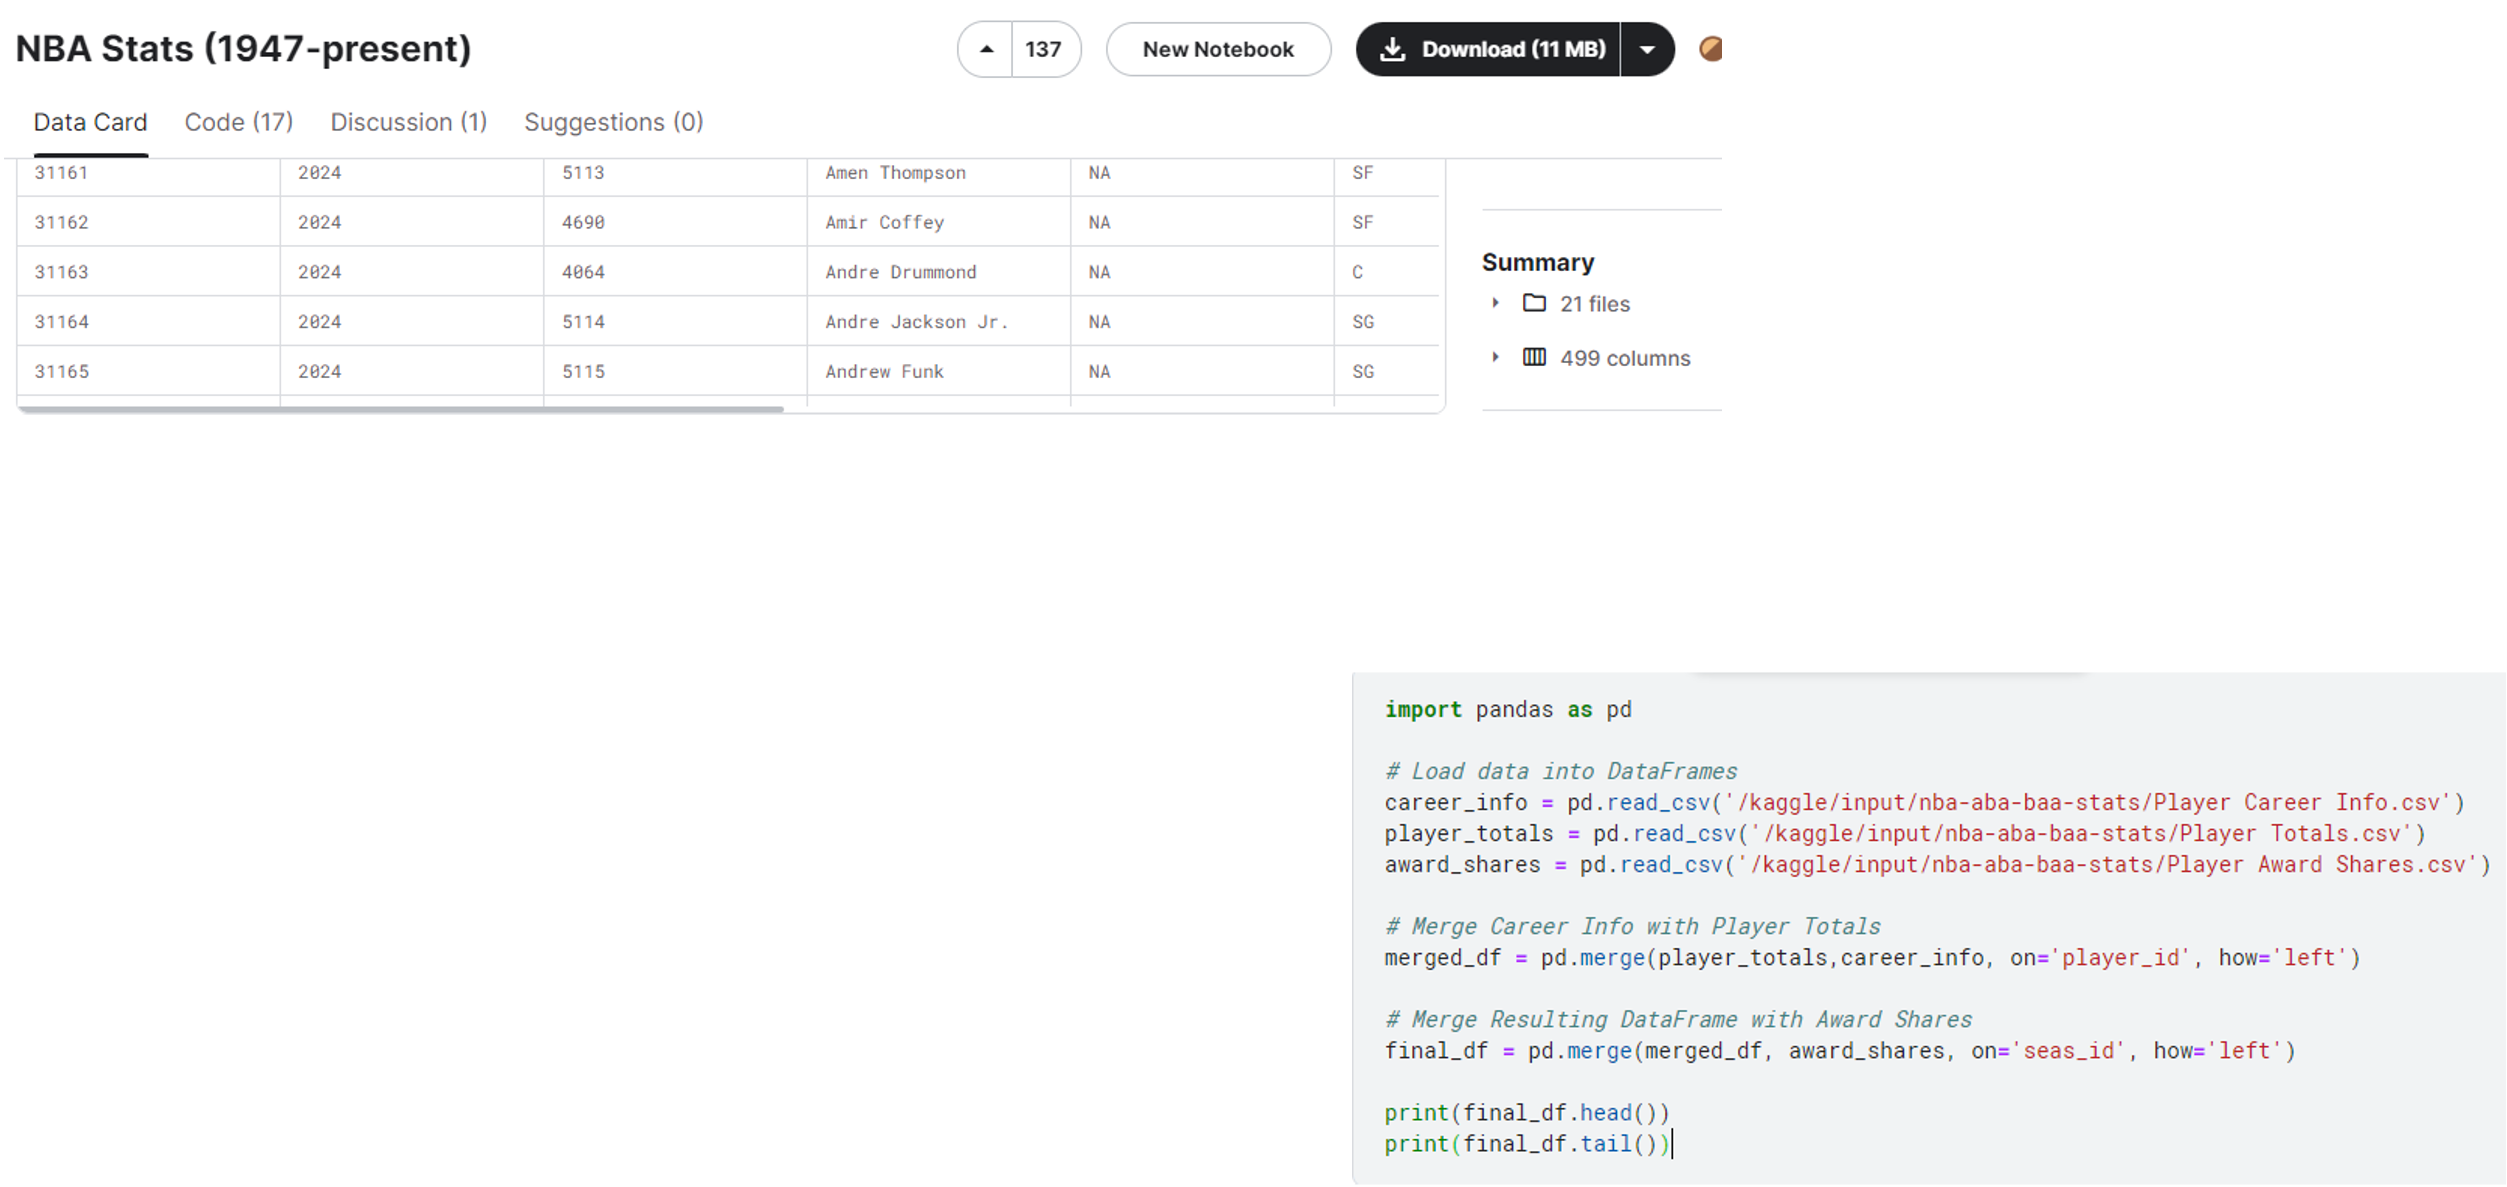 NBA Stats (1947-present)
137
New Notebook
Download (11 MB)
Data Card Code (17) Discussion (1) Suggestions (0)
31161 2024 5113 Amen Thompson NA SF
31162 2024 4690 Amir Coffey NA SF
31163 2024 4064 Andre Drummond NA C
31164 2024 5114 Andre Jackson Jr. NA SG
31165 2024 5115 Andrew Funk NA SG
Summary
21 files
499 columns
import pandas as pd
# Load data into DataFrames
career_info = pd.read_csv('/kaggle/input/nba-aba-baa-stats/Player Career Info.csv')
player_totals = pd.read_csv('/kaggle/input/nba-aba-baa-stats/Player Totals.csv')
award_shares = pd.read_csv('/kaggle/input/nba-aba-baa-stats/Player Award Shares.csv')
# Merge Career Info with Player Totals
merged_df = pd.merge(player_totals,career_info, on='player_id', how='left')
# Merge Resulting DataFrame with Award Shares
final_df = pd.merge(merged_df, award_shares, on='seas_id', how='left')
print(final_df.head())
print(final_df.tail())